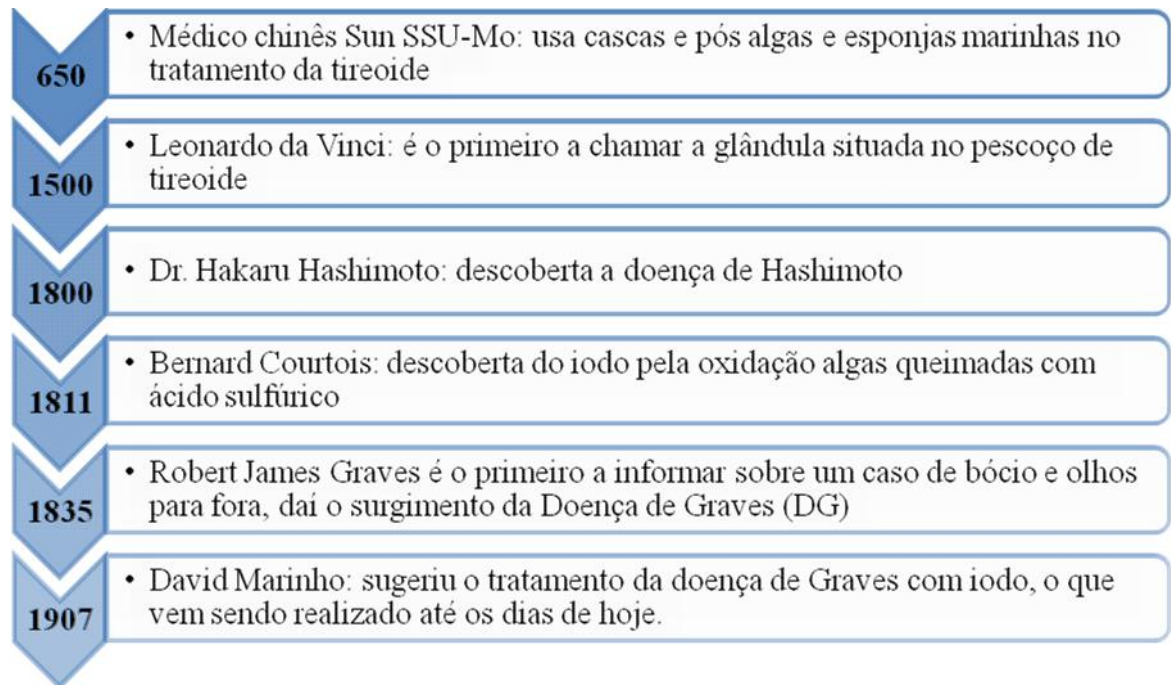 650
• Médico chinês Sun SSU-Mo: usa cascas e pós algas e esponjas marinhas no
tratamento da tireoide
1500
• Leonardo da Vinci: é o primeiro a chamar a glândula situada no pescoço de
tireoide
1800
• Dr. Hakaru Hashimoto: descoberta a doença de Hashimoto
1811
• Bernard Courtois: descoberta do iodo pela oxidação algas queimadas com
ácido sulfúrico
1835
• Robert James Graves é o primeiro a informar sobre um caso de bócio e olhos
para fora, daí o surgimento da Doença de Graves (DG)
1907
• David Marinho: sugeriu o tratamento da doença de Graves com iodo, o que
vem sendo realizado até os dias de hoje.